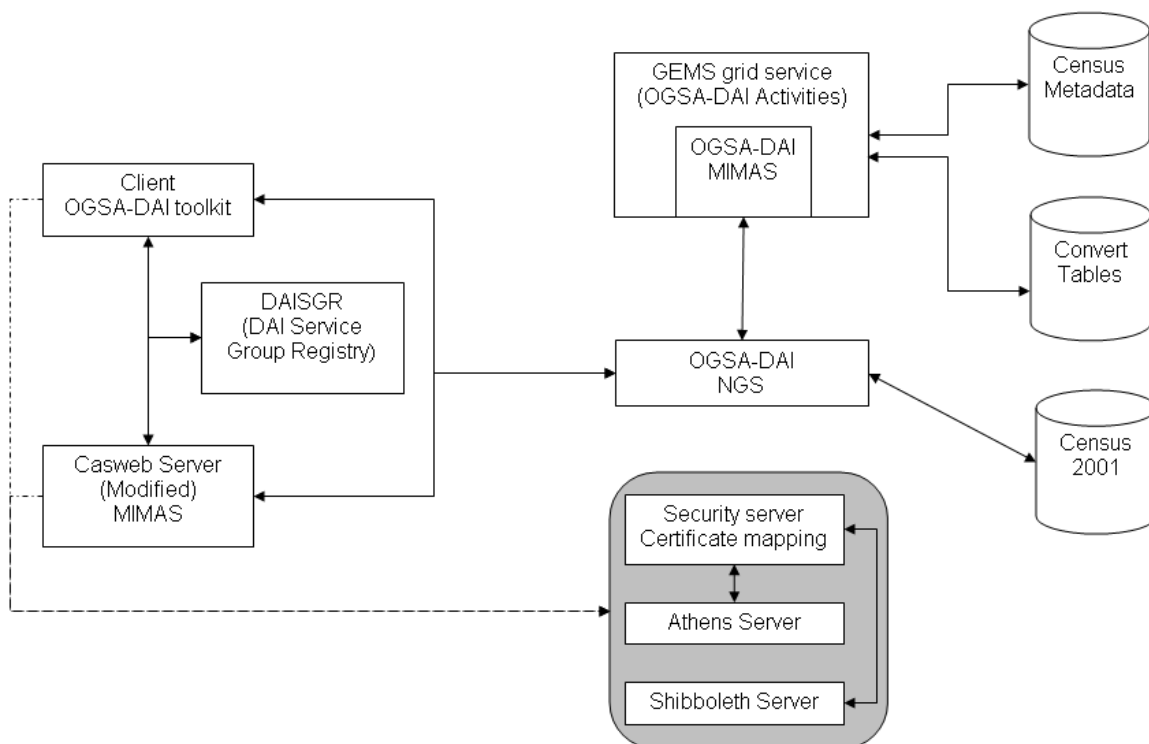 GEMS grid service
(OGSA-DAI Activities)
OGSA-DAI
MIMAS
Census
Metadata
Client
OGSA-DAI toolkit
Convert
Tables
DAISGR
(DAI Service
Group Registry)
OGSA-DAI
NGS
Census
2001
Casweb Server
(Modified)
MIMAS
Security server
Certificate mapping
Athens Server
Shibboleth Server